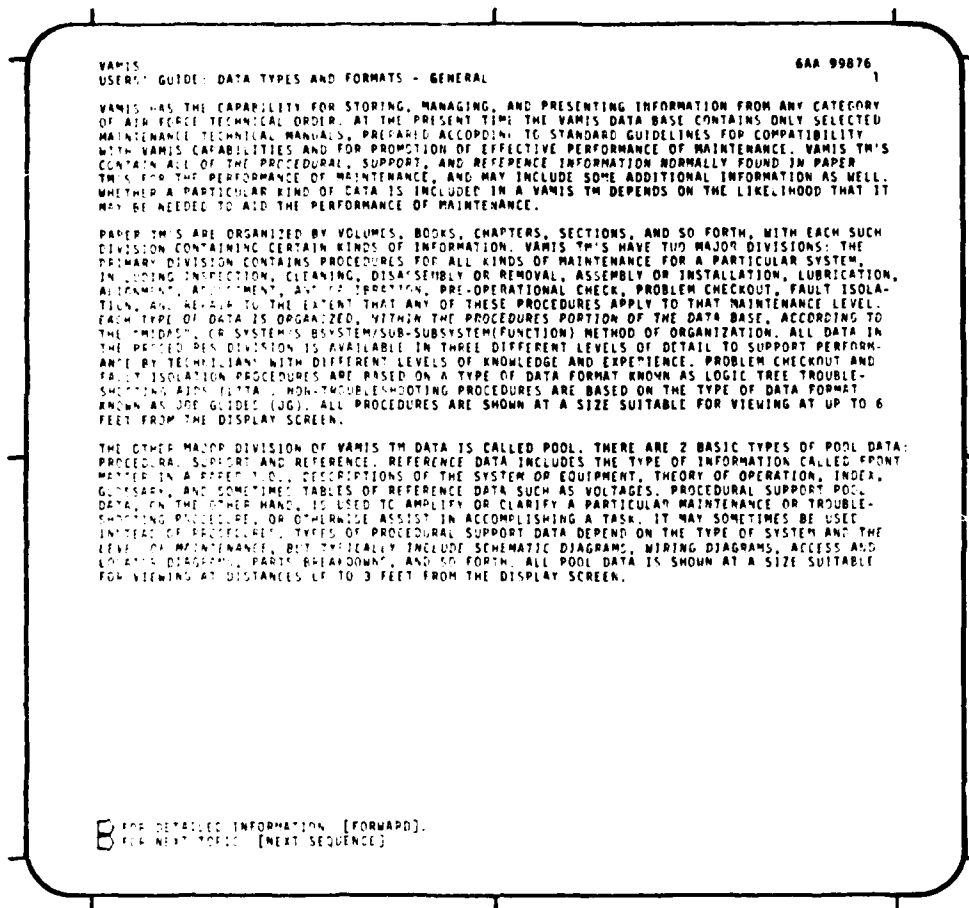 VAMIS 6AA 99876
USERS' GUIDE: DATA TYPES AND FORMATS - GENERAL 1
VAMIS HAS THE CAPABILITY FOR STORING, MANAGING, AND PRESENTING INFORMATION FROM ANY CATEGORY
OF AIR FORCE TECHNICAL ORDER. AT THE PRESENT TIME THE VAMIS DATA BASE CONTAINS ONLY SELECTED
MAINTENANCE TECHNICAL MANUALS, PREPARED ACCORDING TO STANDARD GUIDELINES FOR COMPATIBILITY
WITH VAMIS CAPABILITIES AND FOR PROMOTION OF EFFECTIVE PERFORMANCE OF MAINTENANCE. VAMIS TM'S
CONTAIN ALL OF THE PROCEDURAL, SUPPORT, AND REFERENCE INFORMATION NORMALLY FOUND IN PAPER
TM'S FOR THE PERFORMANCE OF MAINTENANCE, AND MAY INCLUDE SOME ADDITIONAL INFORMATION AS WELL.
WHETHER A PARTICULAR KIND OF DATA IS INCLUDED IN A VAMIS TM DEPENDS ON THE LIKELIHOOD THAT IT
MAY BE NEEDED TO AID THE PERFORMANCE OF MAINTENANCE.
PAPER TM'S ARE ORGANIZED BY VOLUMES, BOOKS, CHAPTERS, SECTIONS, AND SO FORTH, WITH EACH SUCH
DIVISION CONTAINING CERTAIN KINDS OF INFORMATION. VAMIS TM'S HAVE TWO MAJOR DIVISIONS: THE
PRIMARY DIVISION CONTAINS PROCEDURES FOR ALL KINDS OF MAINTENANCE FOR A PARTICULAR SYSTEM,
INCLUDING INSPECTION, CLEANING, DISASSEMBLY OR REMOVAL, ASSEMBLY OR INSTALLATION, LUBRICATION,
ALIGNMENT, ADJUSTMENT, AND CALIBRATION, PRE-OPERATIONAL CHECK, PROBLEM CHECKOUT, FAULT ISOLA-
TION, AND REPAIR TO THE EXTENT THAT ANY OF THESE PROCEDURES APPLY TO THAT MAINTENANCE LEVEL.
EACH TYPE OF DATA IS ORGANIZED, WITHIN THE PROCEDURES PORTION OF THE DATA BASE, ACCORDING TO
THE "MIDAS", OR SYSTEM/SUBSYSTEM/SUB-SUBSYSTEM(FUNCTION) METHOD OF ORGANIZATION. ALL DATA IN
THE PROCEDURES DIVISION IS AVAILABLE IN THREE DIFFERENT LEVELS OF DETAIL TO SUPPORT PERFORM-
ANCE BY TECHNICIANS WITH DIFFERENT LEVELS OF KNOWLEDGE AND EXPERIENCE. PROBLEM CHECKOUT AND
FAULT ISOLATION PROCEDURES ARE BASED ON A TYPE OF DATA FORMAT KNOWN AS LOGIC TREE TROUBLE-
SHOOTING AIDS (LTTA). NON-TROUBLESHOOTING PROCEDURES ARE BASED ON THE TYPE OF DATA FORMAT
KNOWN AS JOB GUIDES (JG). ALL PROCEDURES ARE SHOWN AT A SIZE SUITABLE FOR VIEWING AT UP TO 6
FEET FROM THE DISPLAY SCREEN.
THE OTHER MAJOR DIVISION OF VAMIS TM DATA IS CALLED POOL. THERE ARE 2 BASIC TYPES OF POOL DATA:
PROCEDURAL SUPPORT AND REFERENCE. REFERENCE DATA INCLUDES THE TYPE OF INFORMATION CALLED FRONT
MATTER IN A PAPER T.O., DESCRIPTIONS OF THE SYSTEM OR EQUIPMENT, THEORY OF OPERATION, INDEX,
GLOSSARY, AND SOMETIMES TABLES OF REFERENCE DATA SUCH AS VOLTAGES. PROCEDURAL SUPPORT POOL
DATA, ON THE OTHER HAND, IS USED TO AMPLIFY OR CLARIFY A PARTICULAR MAINTENANCE OR TROUBLE-
SHOOTING PROCEDURE, OR OTHERWISE ASSIST IN ACCOMPLISHING A TASK. IT MAY SOMETIMES BE USED
INSTEAD OF PROCEDURES. TYPES OF PROCEDURAL SUPPORT DATA DEPEND ON THE TYPE OF SYSTEM AND THE
LEVEL OF MAINTENANCE, BUT TYPICALLY INCLUDE SCHEMATIC DIAGRAMS, WIRING DIAGRAMS, ACCESS AND
LOCATOR DIAGRAMS, PARTS BREAKDOWNS, AND SO FORTH. ALL POOL DATA IS SHOWN AT A SIZE SUITABLE
FOR VIEWING AT DISTANCES UP TO 3 FEET FROM THE DISPLAY SCREEN.
FOR DETAILED INFORMATION [FORWARD].
FOR NEXT TOPIC [NEXT SEQUENCE]